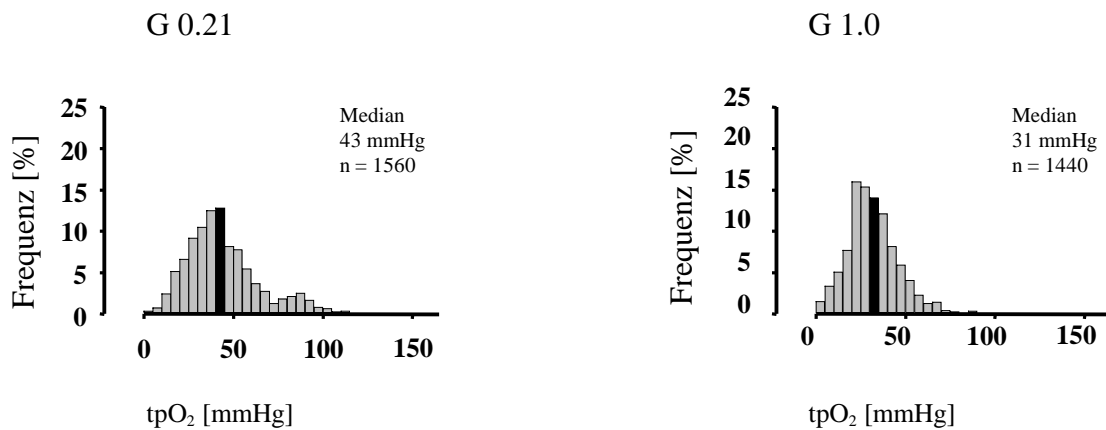 G 0.21
Frequenz [%]
25
20
15
10
5
0
Median
43 mmHg
n = 1560
0 50 100 150
tpO₂ [mmHg]
G 1.0
Frequenz [%]
25
20
15
10
5
0
Median
31 mmHg
n = 1440
0 50 100 150
tpO₂ [mmHg]